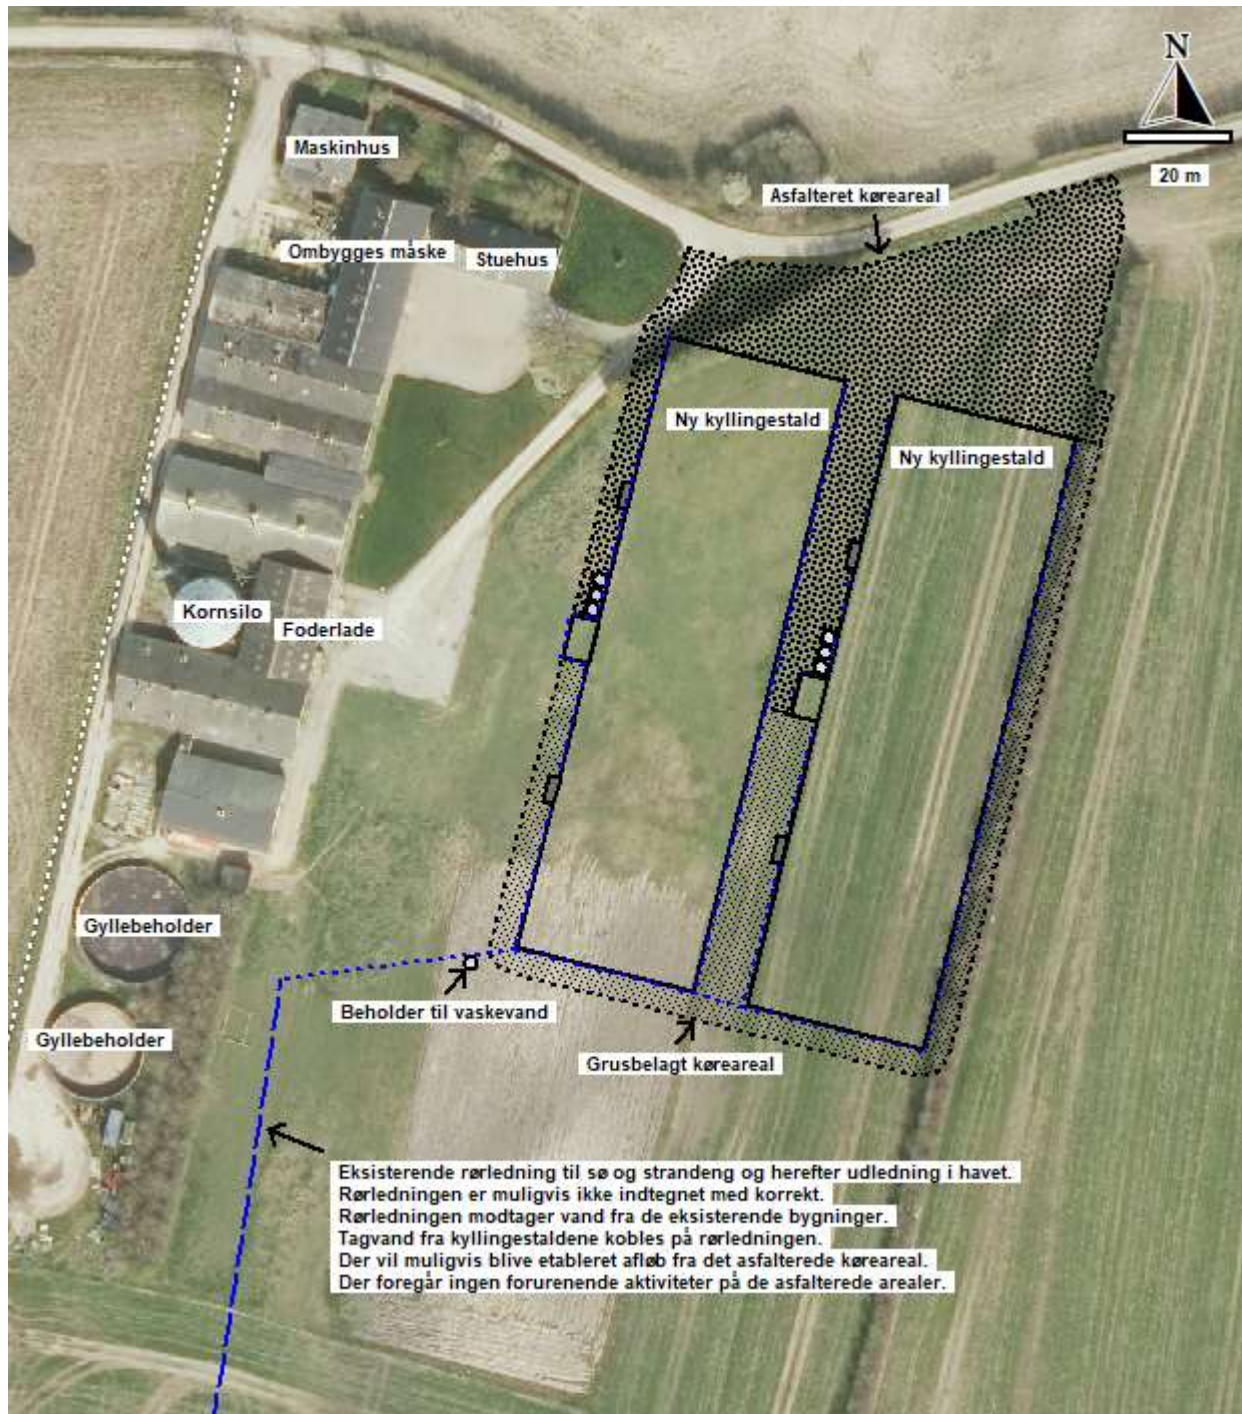 N
20 m
Maskinhus
Asfalteret køreareal
Ombygges måske
Stuehus
Ny kyllingestald
Ny kyllingestald
Kornsilo
Foderlade
Gyllebeholder
Beholder til vaskevand
Gyllebeholder
Grusbelagt køreareal
Eksisterende rørledning til sø og strandeng og herefter udledning i havet.
Rørledningen er muligvis ikke indtegnet med korrekt.
Rørledningen modtager vand fra de eksisterende bygninger.
Tagvand fra kyllingestaldene kobles på rørledningen.
Der vil muligvis blive etableret afløb fra det asfalterede køreareal.
Der foregår ingen forurenende aktiviteter på de asfalterede arealer.